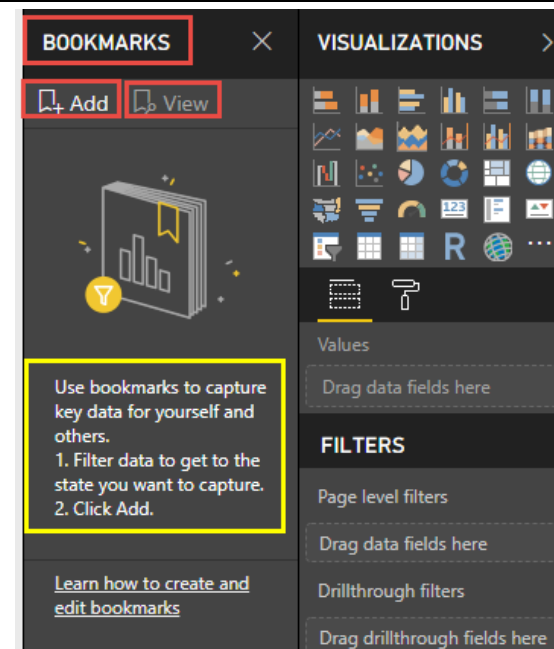 BOOKMARKS
Add View
Use bookmarks to capture
key data for yourself and
others.
1. Filter data to get to the
state you want to capture.
2. Click Add.
Learn how to create and
edit bookmarks
VISUALIZATIONS
123
R
Values
Drag data fields here
FILTERS
Page level filters
Drag data fields here
Drillthrough filters
Drag drillthrough fields here